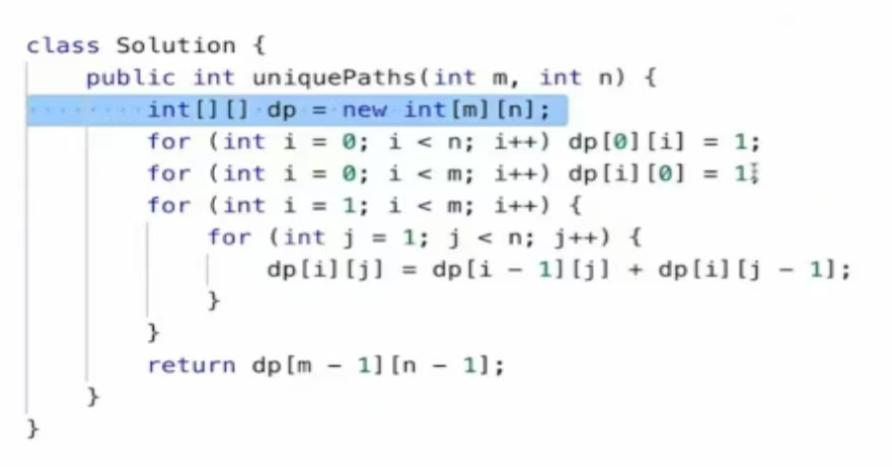 class Solution {
    public int uniquePaths(int m, int n) {
        int[][] dp = new int[m][n];
        for (int i = 0; i < n; i++) dp[0][i] = 1;
        for (int i = 0; i < m; i++) dp[i][0] = 1;
        for (int i = 1; i < m; i++) {
            for (int j = 1; j < n; j++) {
                dp[i][j] = dp[i - 1][j] + dp[i][j - 1];
            }
        }
        return dp[m - 1][n - 1];
    }
}